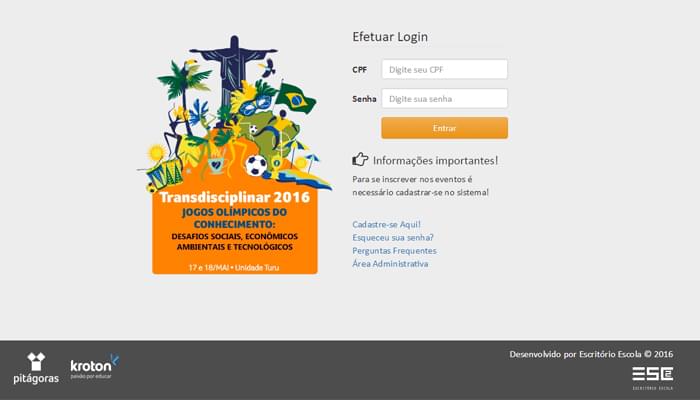 Efetuar Login
CPF
Digite seu CPF
Senha
Digite sua senha
Entrar
Informações importantes!
Para se inscrever nos eventos é
necessário cadastrar-se no sistema!
Cadastre-se Aqui!
Esqueceu sua senha?
Perguntas Frequentes
Área Administrativa
Transdisciplinar 2016
JOGOS OLÍMPICOS DO
CONHECIMENTO:
DESAFIOS SOCIAIS, ECONÔMICOS
AMBIENTAIS E TECNOLÓGICOS
17 e 18/MAI • Unidade Turu
pitágoras
kroton
paixão por educar
Desenvolvido por Escritório Escola © 2016
ESC2
ESCRITÓRIO ESCOLA